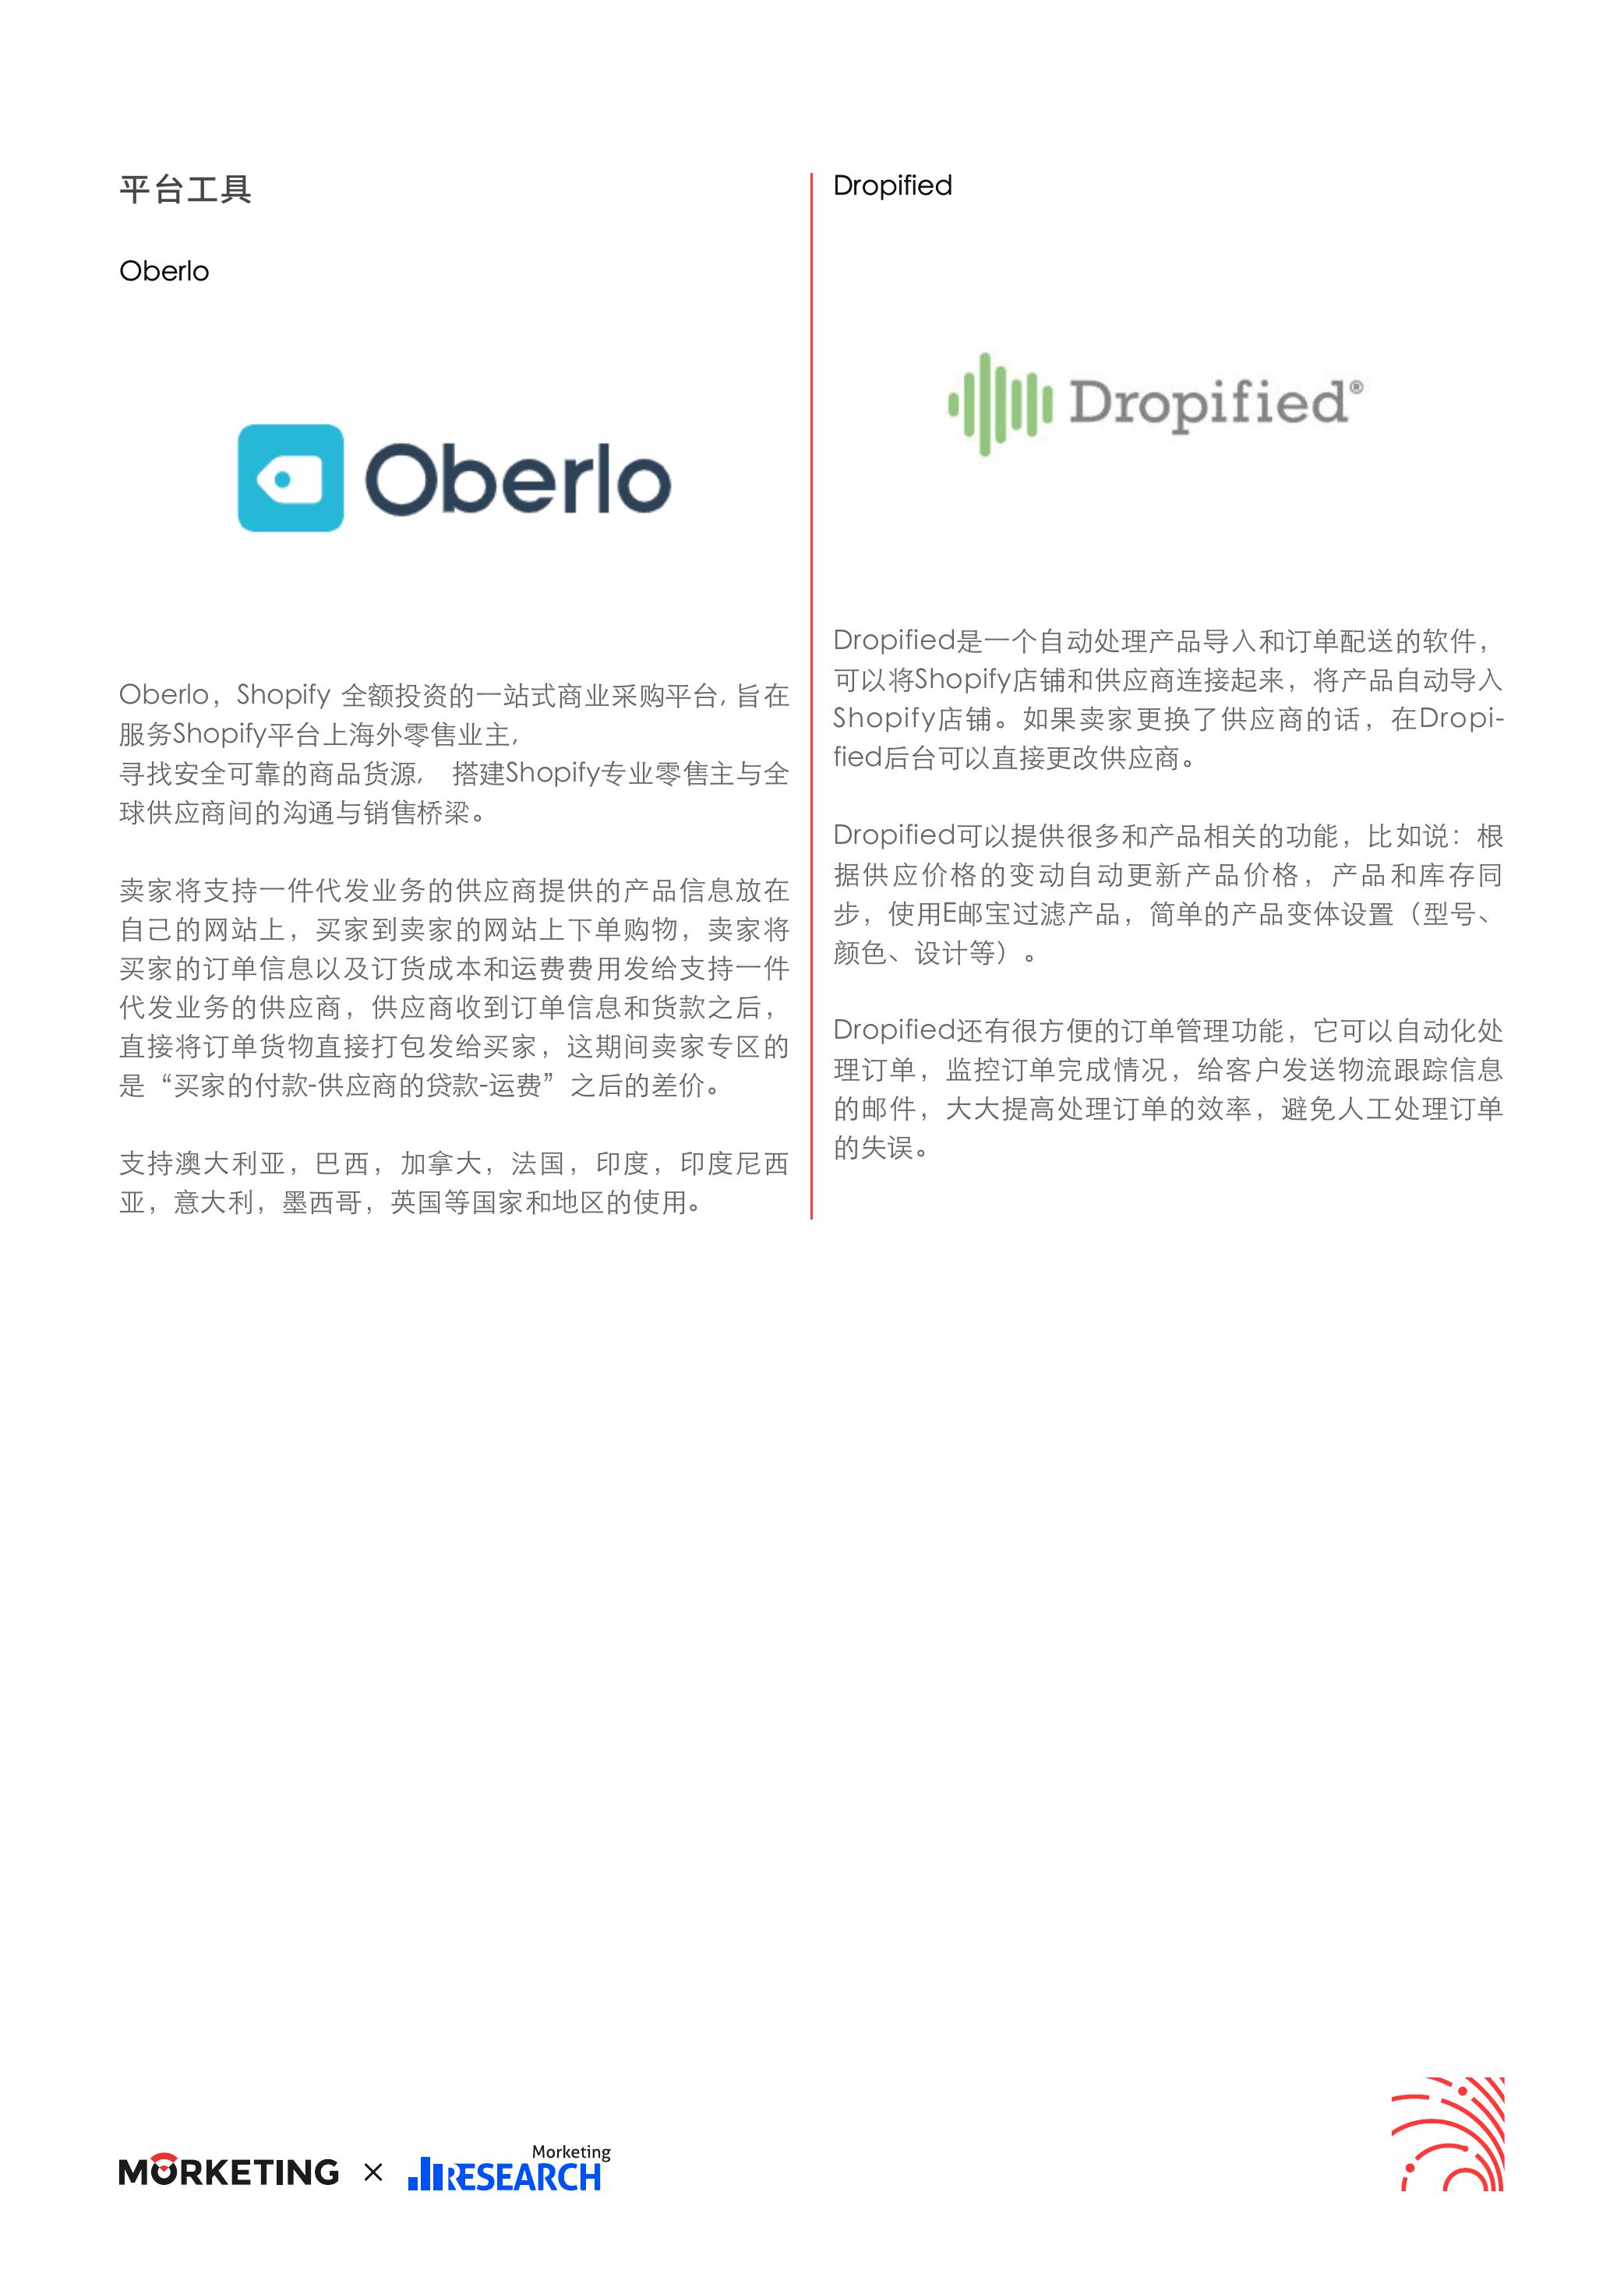 平台工具
Oberlo
Oberlo
Oberlo，Shopify 全额投资的一站式商业采购平台, 旨在
服务Shopify平台上海外零售业主,
寻找安全可靠的商品货源,　搭建Shopify专业零售主与全
球供应商间的沟通与销售桥梁。
卖家将支持一件代发业务的供应商提供的产品信息放在
自己的网站上，买家到卖家的网站上下单购物，卖家将
买家的订单信息以及订货成本和运费费用发给支持一件
代发业务的供应商，供应商收到订单信息和货款之后，
直接将订单货物直接打包发给买家，这期间卖家专区的
是“买家的付款-供应商的贷款-运费”之后的差价。
支持澳大利亚，巴西，加拿大，法国，印度，印度尼西
亚，意大利，墨西哥，英国等国家和地区的使用。
Dropified
Dropified®
Dropified是一个自动处理产品导入和订单配送的软件，
可以将Shopify店铺和供应商连接起来，将产品自动导入
Shopify店铺。如果卖家更换了供应商的话，在Dropi-
fied后台可以直接更改供应商。
Dropified可以提供很多和产品相关的功能，比如说：根
据供应价格的变动自动更新产品价格，产品和库存同
步，使用E邮宝过滤产品，简单的产品变体设置（型号、
颜色、设计等）。
Dropified还有很方便的订单管理功能，它可以自动化处
理订单，监控订单完成情况，给客户发送物流跟踪信息
的邮件，大大提高处理订单的效率，避免人工处理订单
的失误。
MORKETING × Morketing
RESEARCH